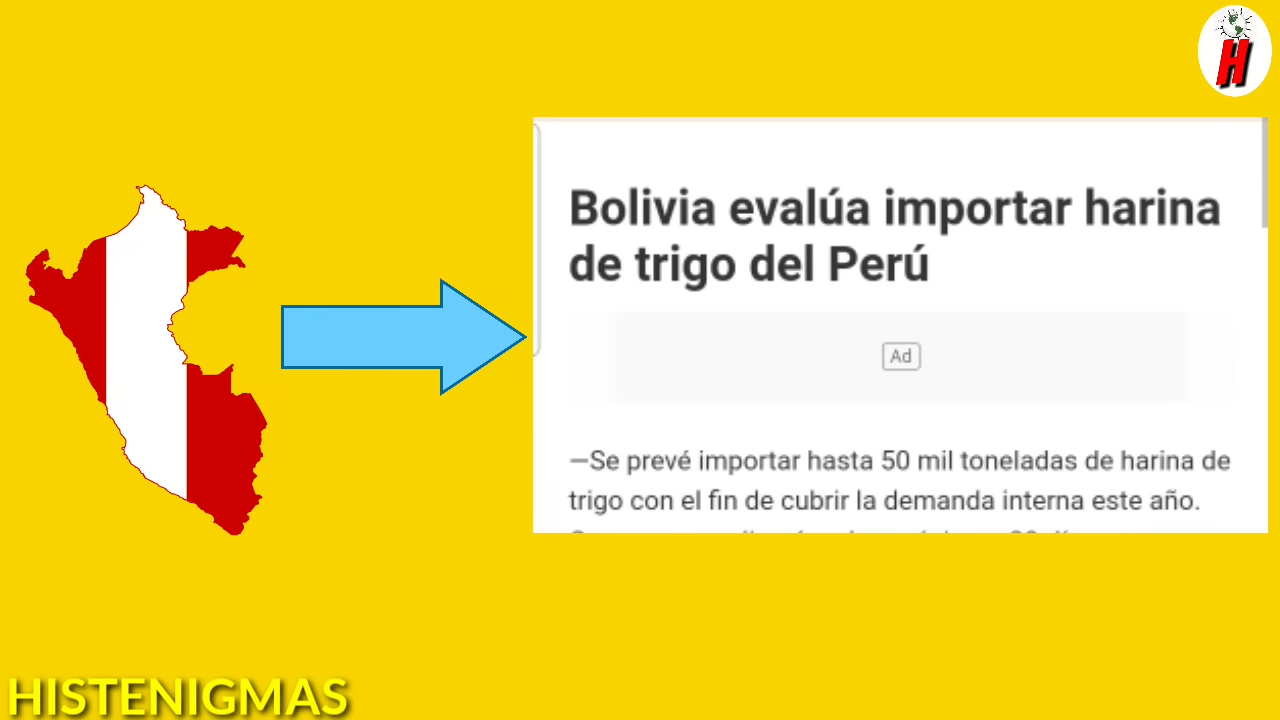 H
Bolivia evalúa importar harina
de trigo del Perú
Ad
—Se prevé importar hasta 50 mil toneladas de harina de
trigo con el fin de cubrir la demanda interna este año.
HISTENIGMAS